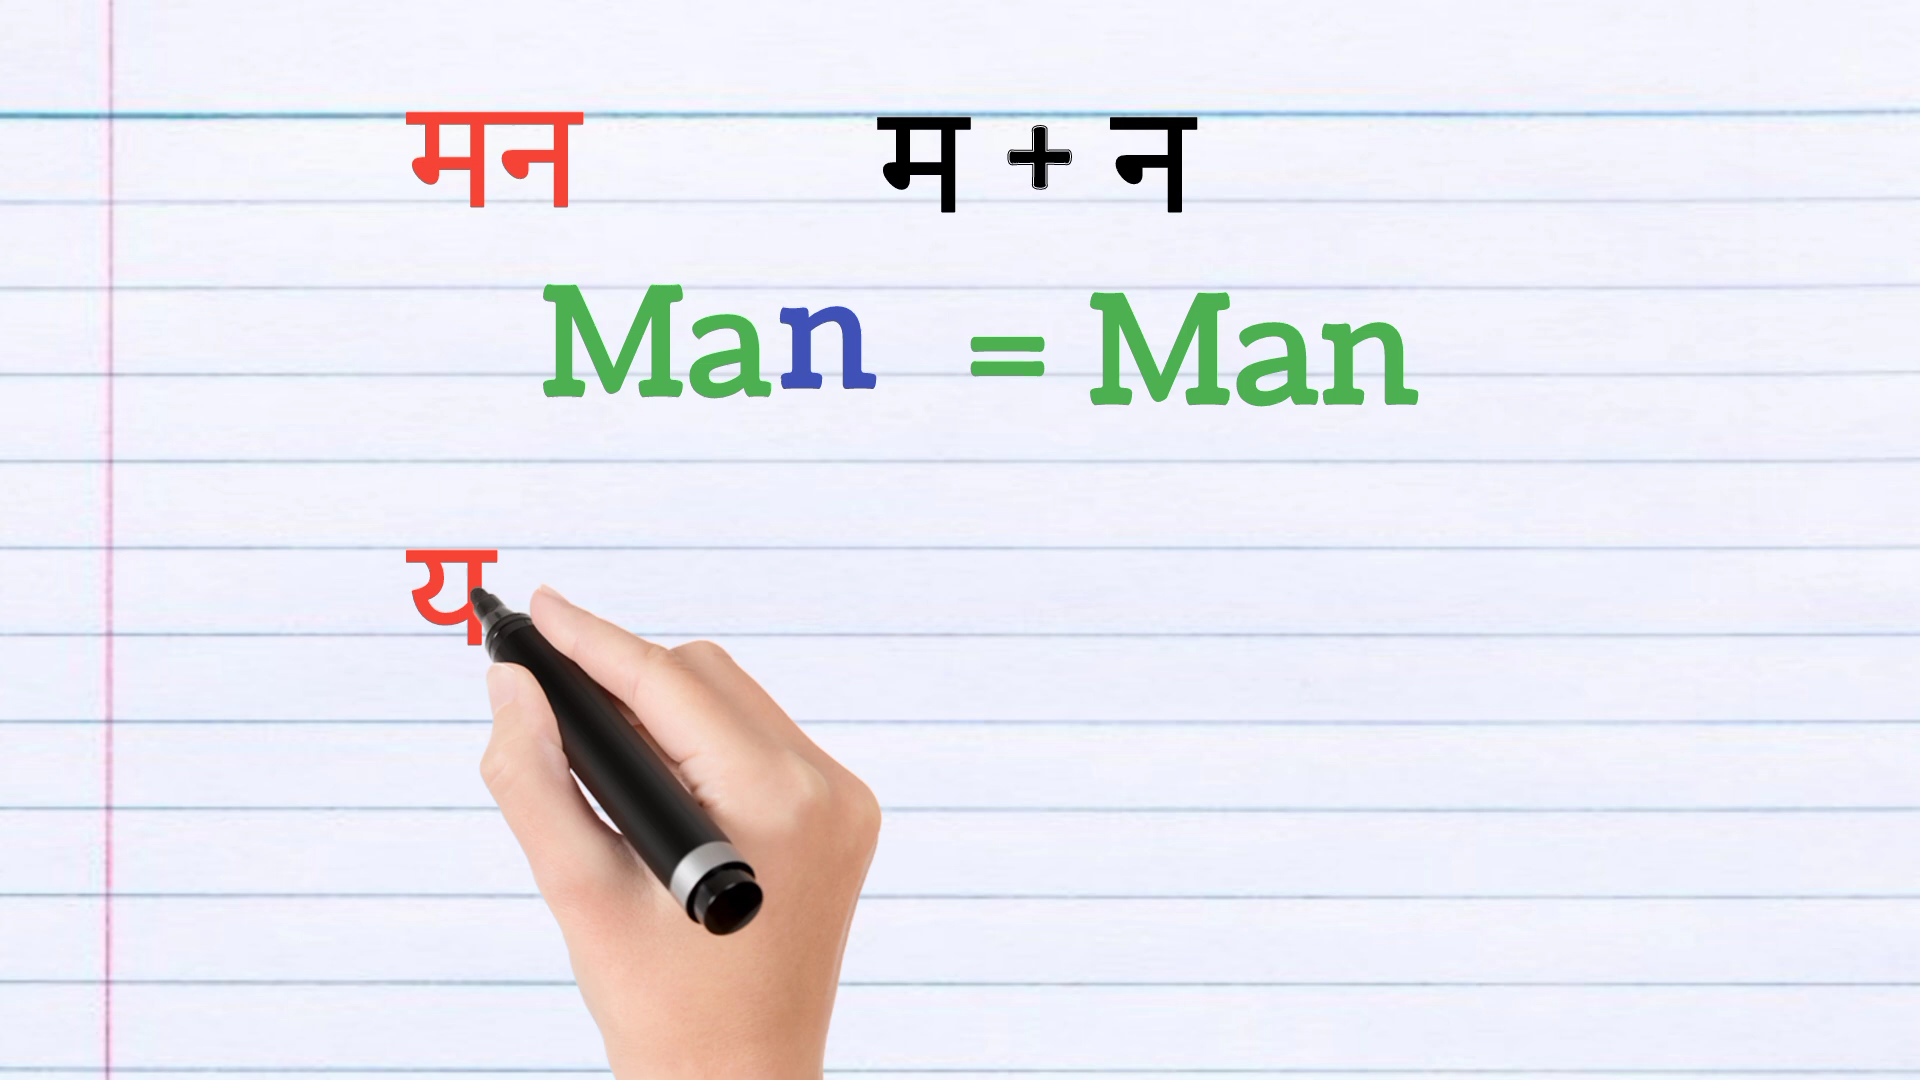 मन म + न
Man = Man
य